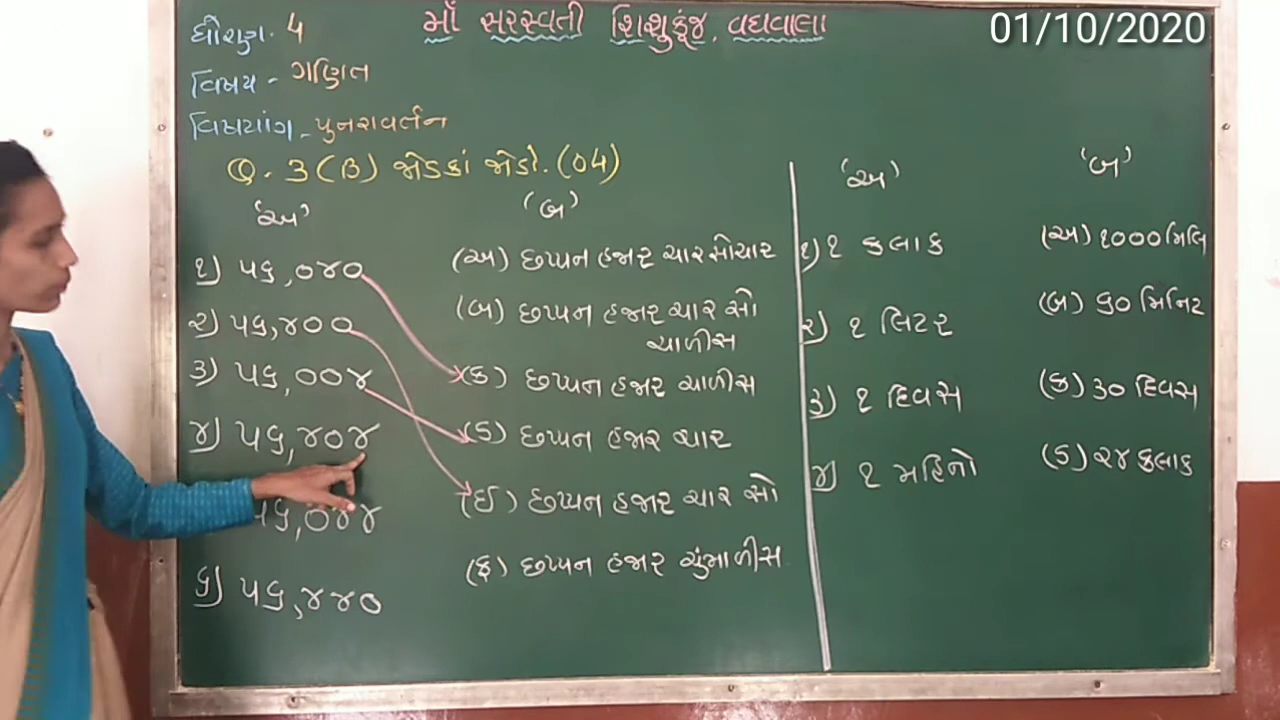 માઁ સરસ્વતી શિશુકુંજ, વઘવાલા
01/10/2020
ધોરણ. 4
વિષય - ગણિત
વિષયાંગ - પુનરાવર્તન
Q. 3 (B) જોડકાં જોડો. (04)
'અ' (બ)
૧) ૫૬,૦૪૦ (અ) છપ્પન હજાર ચારસોચાર
૨) ૫૬,૪૦૦ (બ) છપ્પન હજાર ચાર સો
ચાળીસ
૩) ૫૬,૦૦૪ (ક) છપ્પન હજાર ચાળીસ
૪) ૫૬,૪૦૪ (ડ) છપ્પન હજાર ચાર
૫૬,૦૪૪ (ઈ) છપ્પન હજાર ચાર સો
૬) ૫૬,૪૪૦ (ફ) છપ્પન હજાર ચુંમાળીસ
'અ' 'બ'
૧) ૧ કલાક (અ) ૧૦૦૦ મિલિ
૨) ૧ લિટર (બ) ૬૦ મિનિટ
૩) ૧ દિવસ (ક) ૩૦ દિવસ
૪) ૧ મહિનો (ડ) ૨૪ કલાક